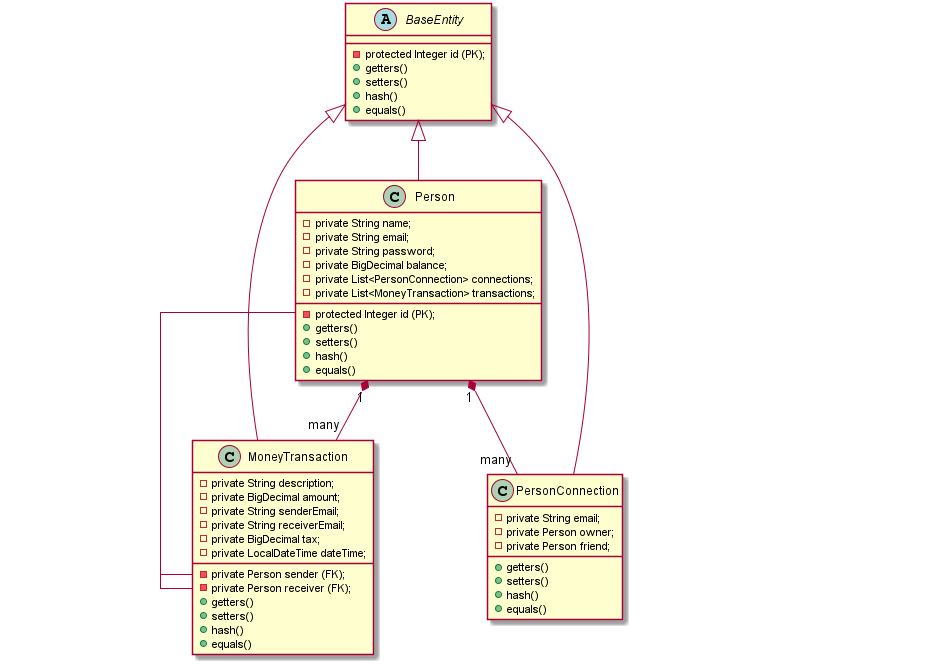 A BaseEntity
protected Integer id (PK);
getters()
setters()
hash()
equals()
C Person
private String name;
private String email;
private String password;
private BigDecimal balance;
private List<PersonConnection> connections;
private List<MoneyTransaction> transactions;
protected Integer id (PK);
getters()
setters()
hash()
equals()
1
1
many
many
C MoneyTransaction
private String description;
private BigDecimal amount;
private String senderEmail;
private String receiverEmail;
private BigDecimal tax;
private LocalDateTime dateTime;
private Person sender (FK);
private Person receiver (FK);
getters()
setters()
hash()
equals()
C PersonConnection
private String email;
private Person owner;
private Person friend;
getters()
setters()
hash()
equals()